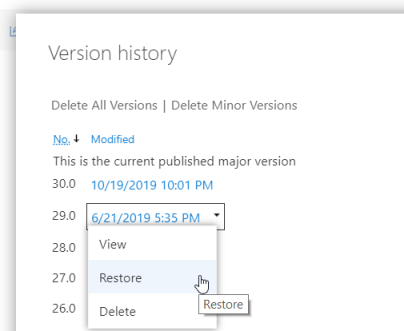 Version history
Delete All Versions | Delete Minor Versions
No. ↓ Modified
This is the current published major version
30.0 10/19/2019 10:01 PM
29.0 6/21/2019 5:35 PM
28.0 View
27.0 Restore
Restore
26.0 Delete